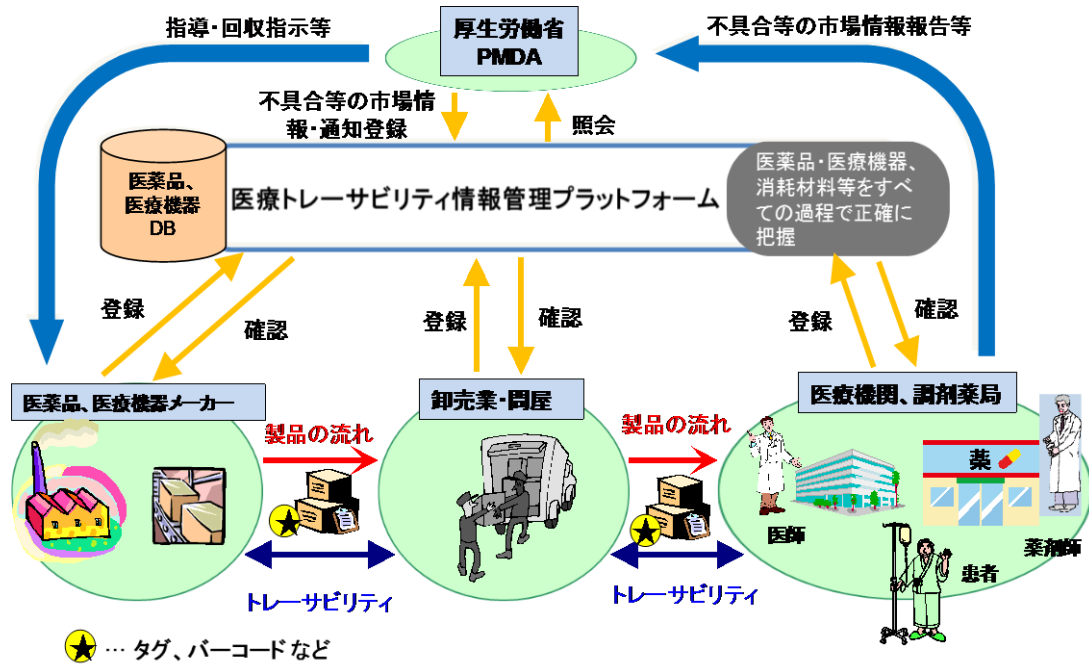 指導・回収指示等
厚生労働省
PMDA
不具合等の市場情報報告等
不具合等の市場情
報・通知登録
照会
医薬品、
医療機器
DB
医療トレーサビリティ情報管理プラットフォーム
医薬品・医療機器、
消耗材料等をすべ
ての過程で正確に
把握
登録
確認
登録
確認
登録
確認
医薬品、医療機器メーカー
卸売業・問屋
医療機関、調剤薬局
製品の流れ
製品の流れ
薬
医師
薬剤師
患者
トレーサビリティ
トレーサビリティ
… タグ、バーコードなど